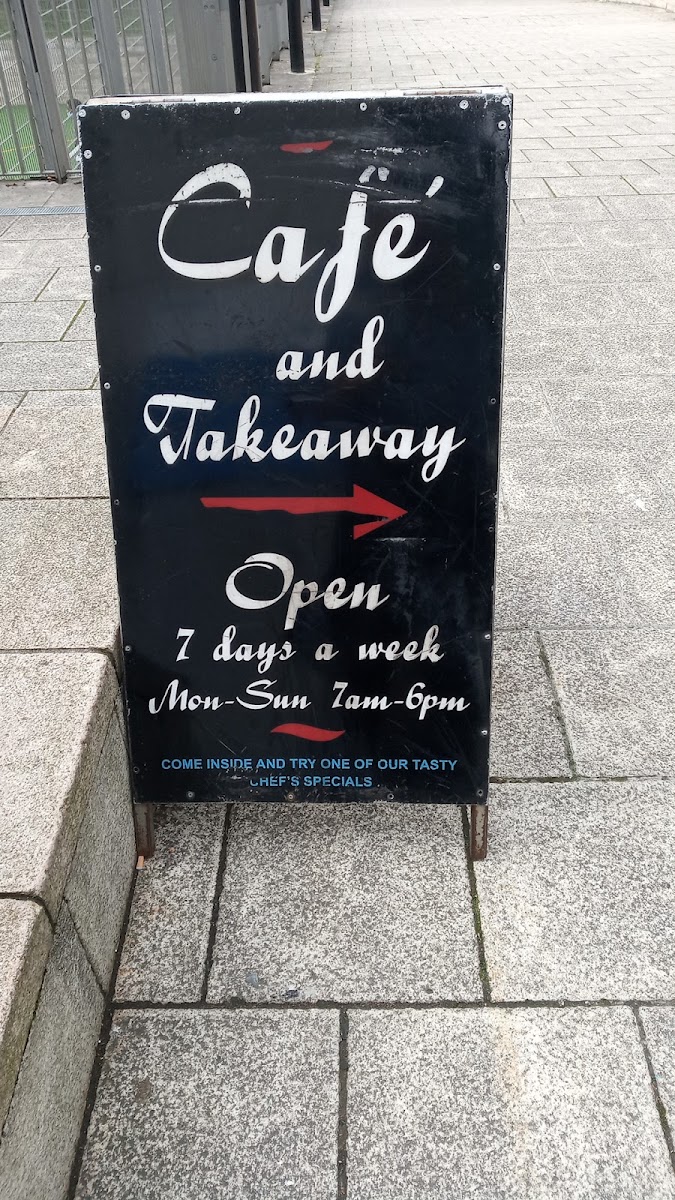 Café
and
Takeaway
Open
7 days a week
Mon-Sun 7am-6pm
COME INSIDE AND TRY ONE OF OUR TASTY
CHEF'S SPECIALS